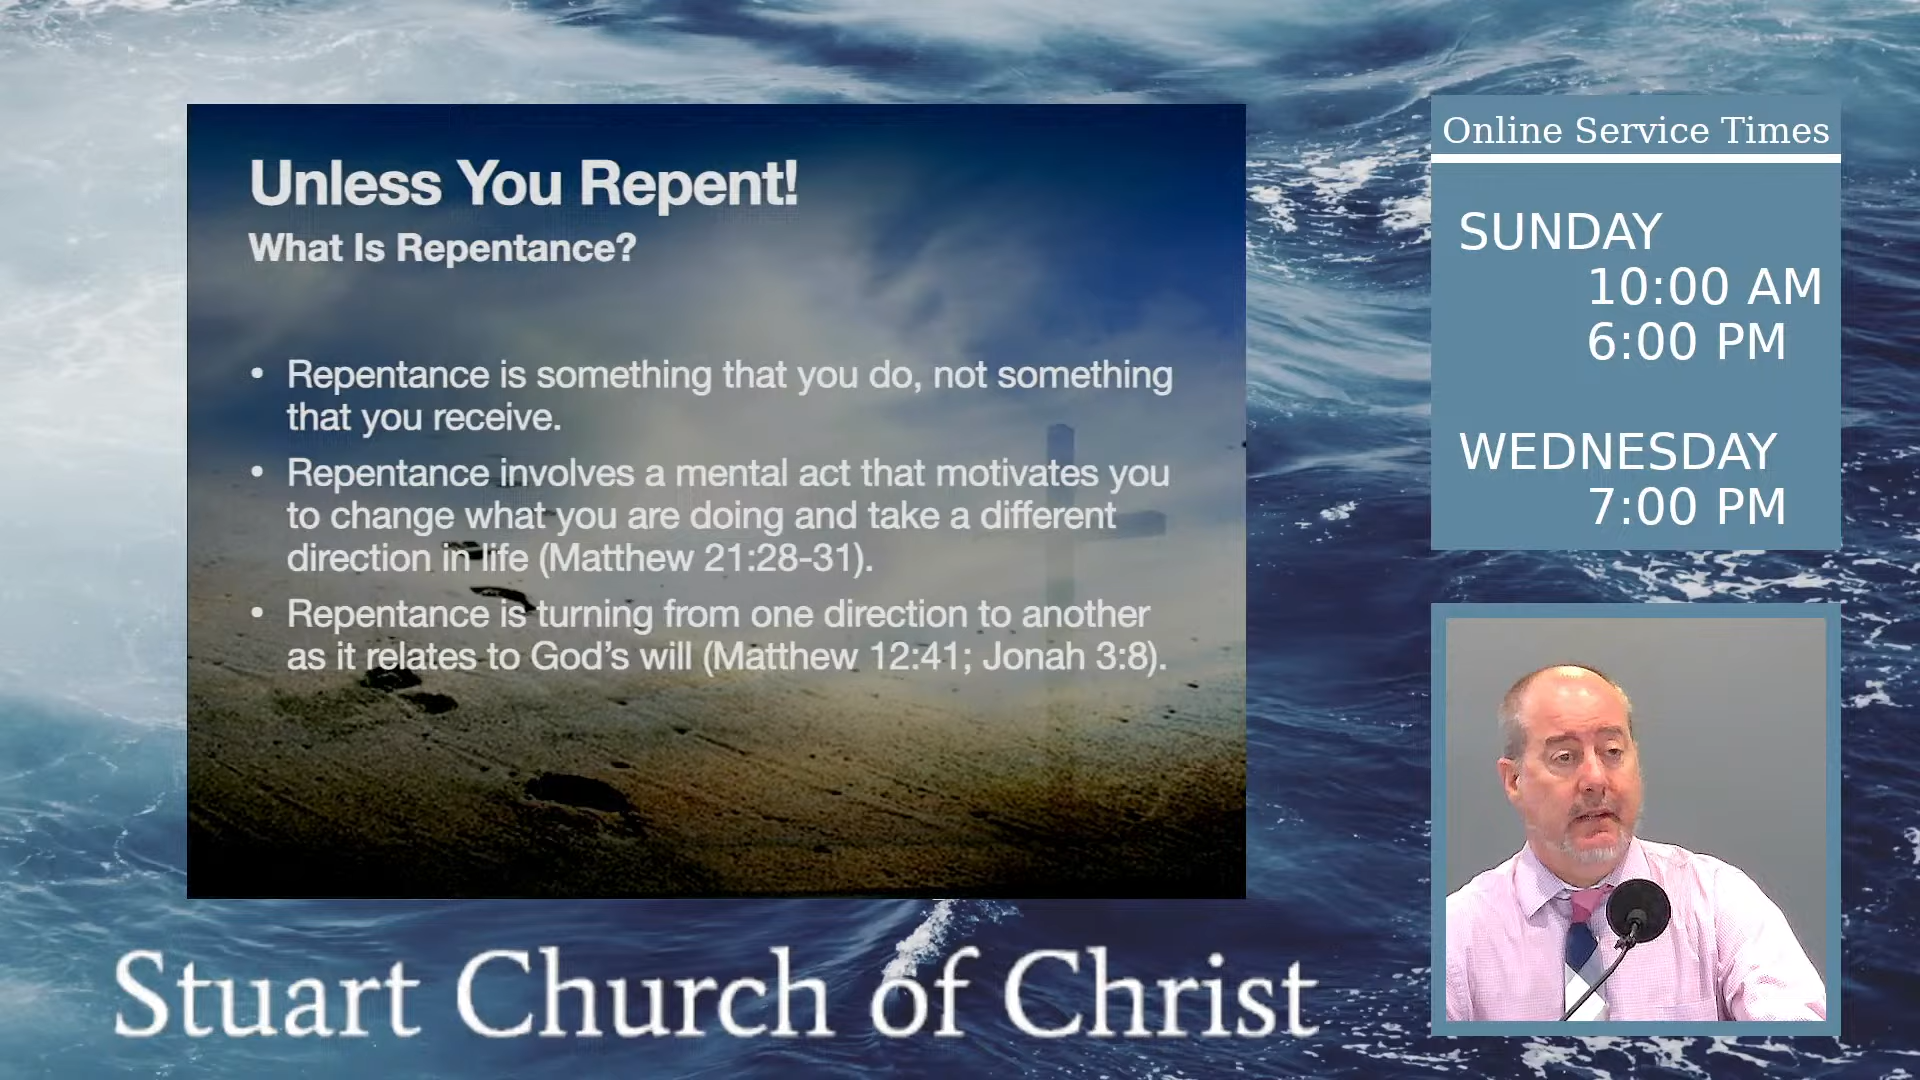 Unless You Repent!
What Is Repentance?
• Repentance is something that you do, not something
that you receive.
• Repentance involves a mental act that motivates you
to change what you are doing and take a different
direction in life (Matthew 21:28-31).
• Repentance is turning from one direction to another
as it relates to God’s will (Matthew 12:41; Jonah 3:8).
Stuart Church of Christ
Online Service Times
SUNDAY
10:00 AM
6:00 PM
WEDNESDAY
7:00 PM